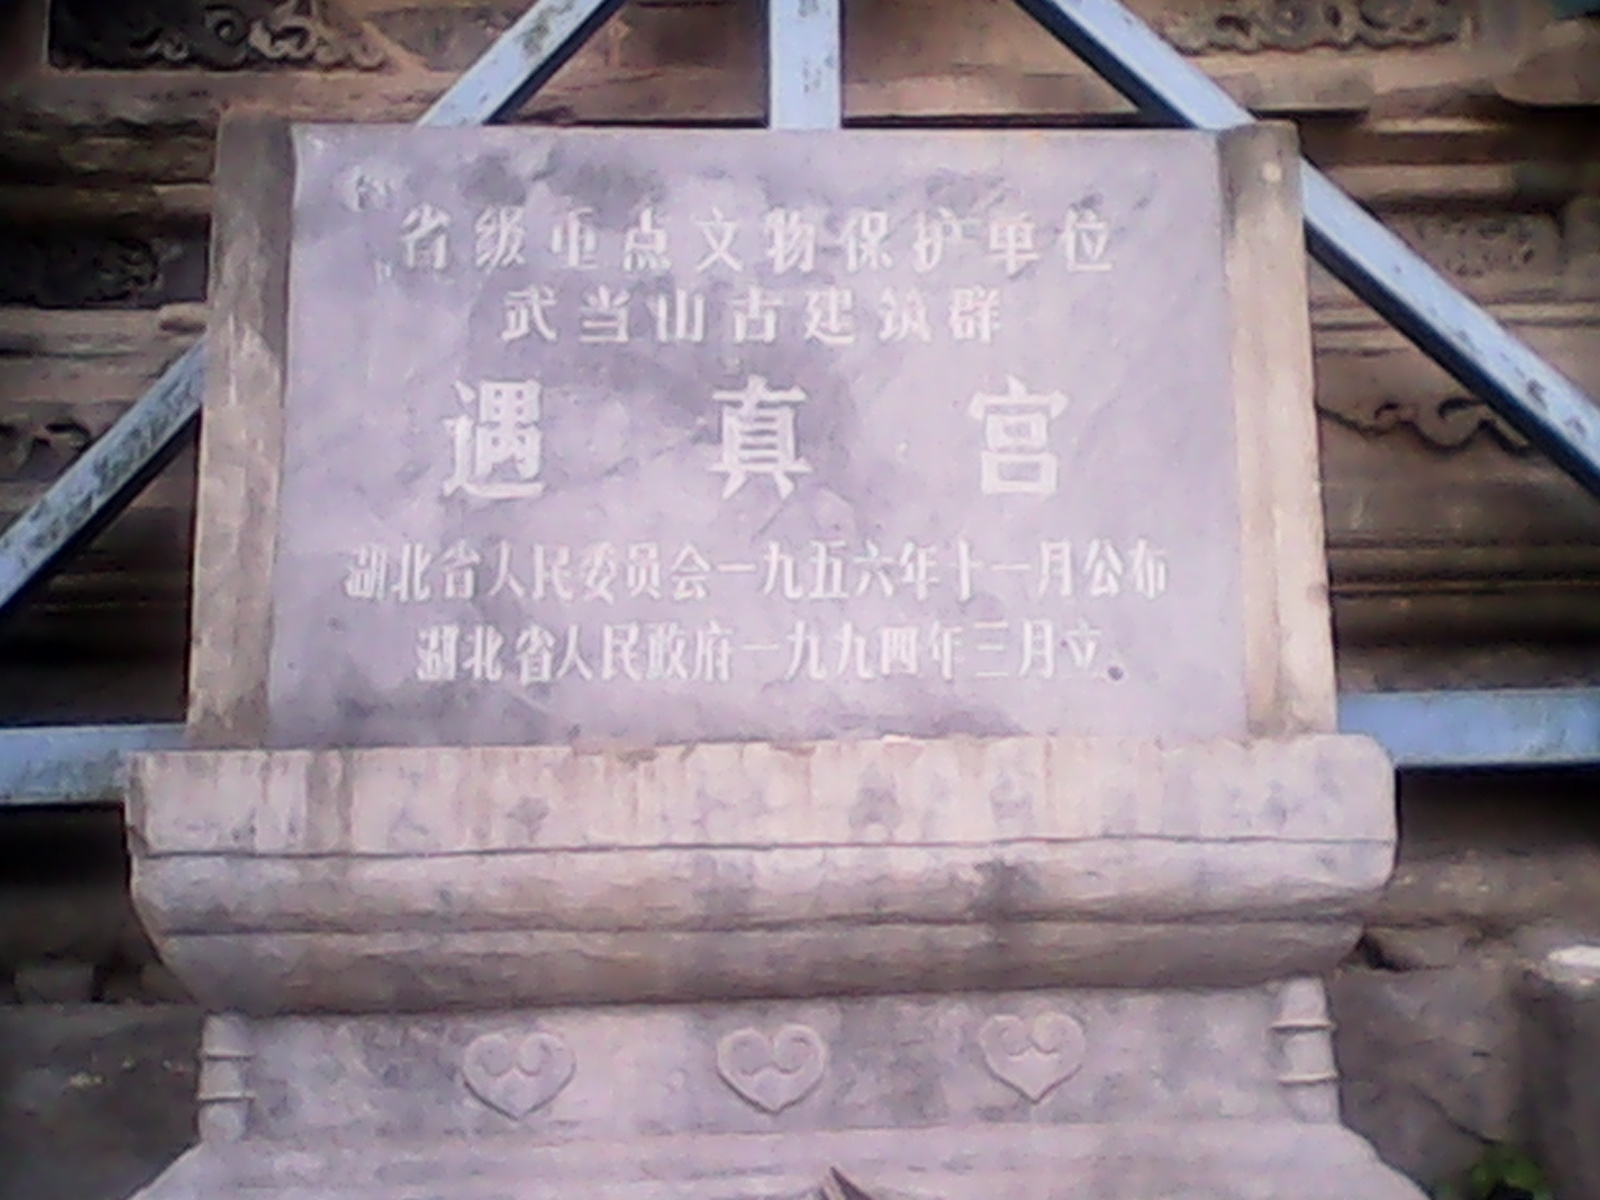 省级重点文物保护单位
武当山古建筑群
遇真宫
湖北省人民委员会一九五六年十一月公布
湖北省人民政府一九九四年三月立